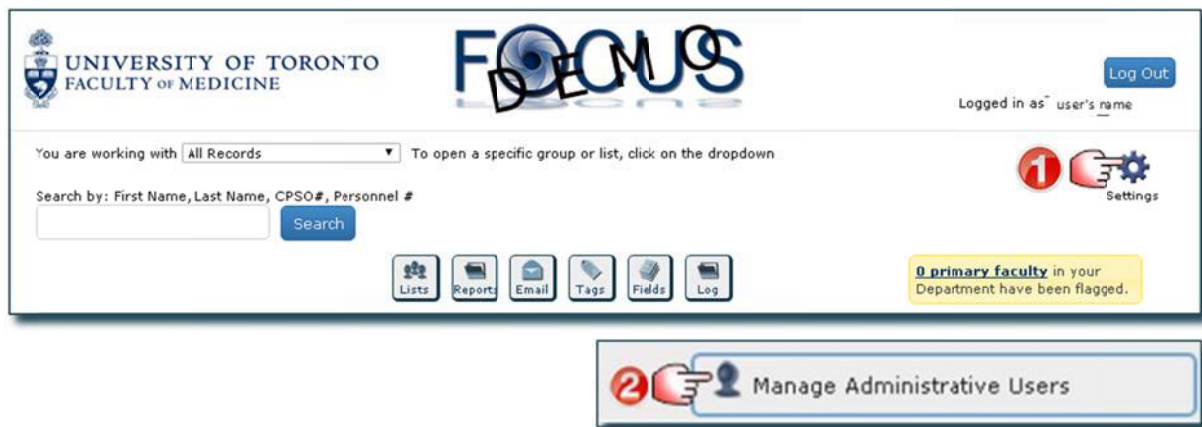 UNIVERSITY OF TORONTO
FACULTY OF MEDICINE
FOCUS
DEMO
Log Out
Logged in as user's name
You are working with All Records To open a specific group or list, click on the dropdown
1
Settings
Search by: First Name, Last Name, CPSO#, Personnel #
Search
Lists Reports Email Tags Fields Log
0 primary faculty in your
Department have been flagged.
2 Manage Administrative Users